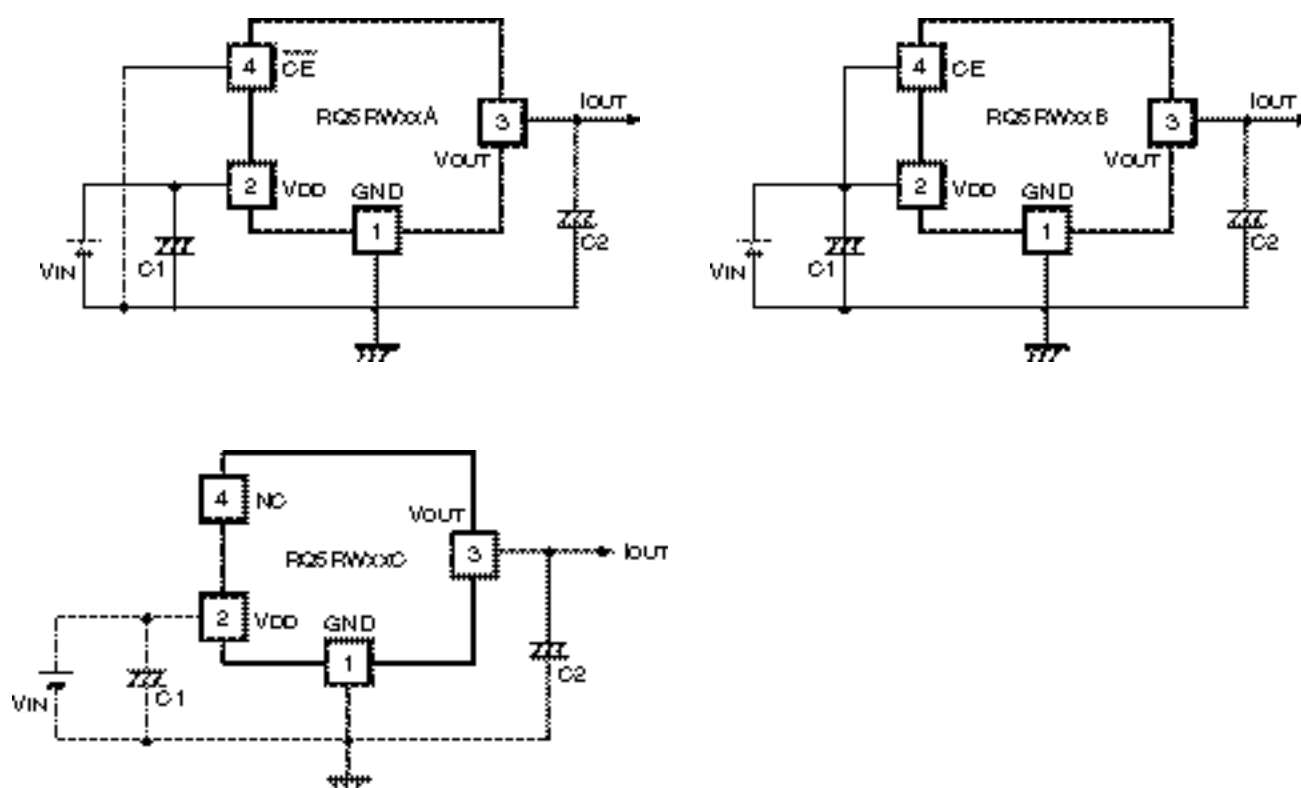 4 CE
RQ5RWxxA
3
IOUT
VOUT
2 VDD
GND
1
VIN
C1
C2
4 CE
RQ5RWxxB
3
IOUT
VOUT
2 VDD
GND
1
VIN
C1
C2
4 NC
VOUT
RQ5RWxxC
3
IOUT
2 VDD
GND
1
VIN
C1
C2